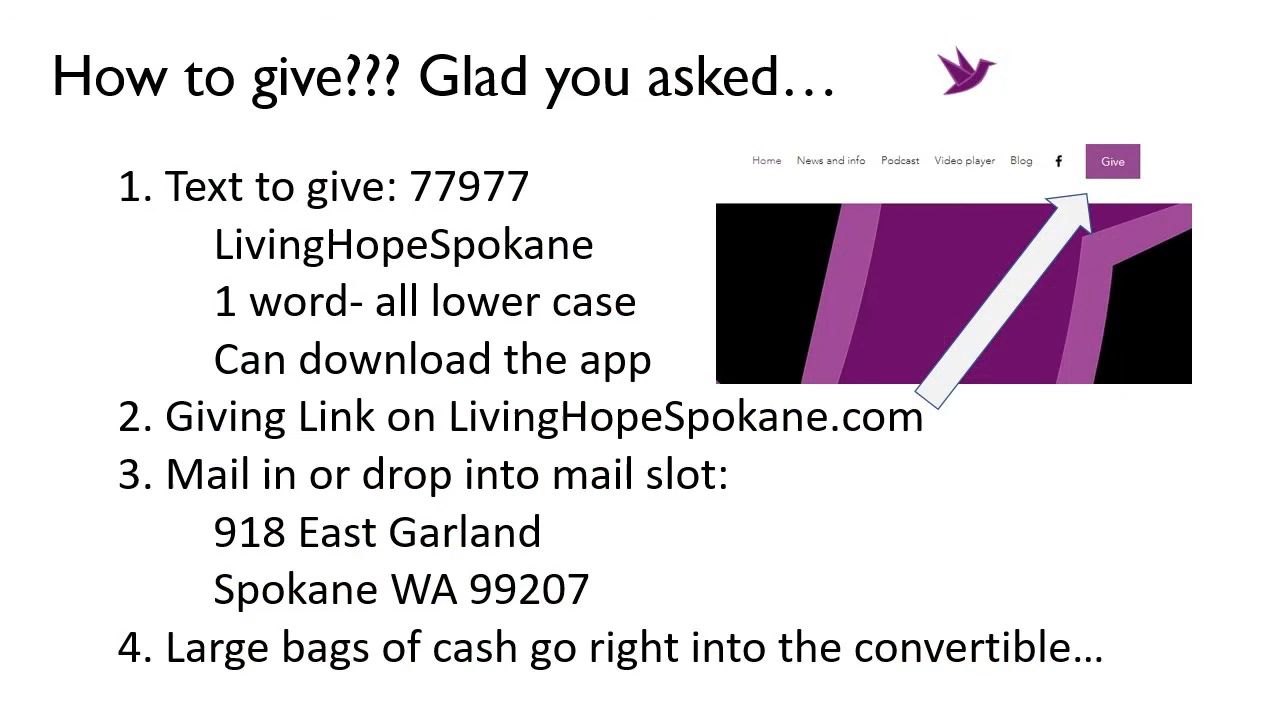 How to give??? Glad you asked…
Home News and info Podcast Video player Blog f Give
1. Text to give: 77977
LivingHopeSpokane
1 word- all lower case
Can download the app
2. Giving Link on LivingHopeSpokane.com
3. Mail in or drop into mail slot:
918 East Garland
Spokane WA 99207
4. Large bags of cash go right into the convertible…